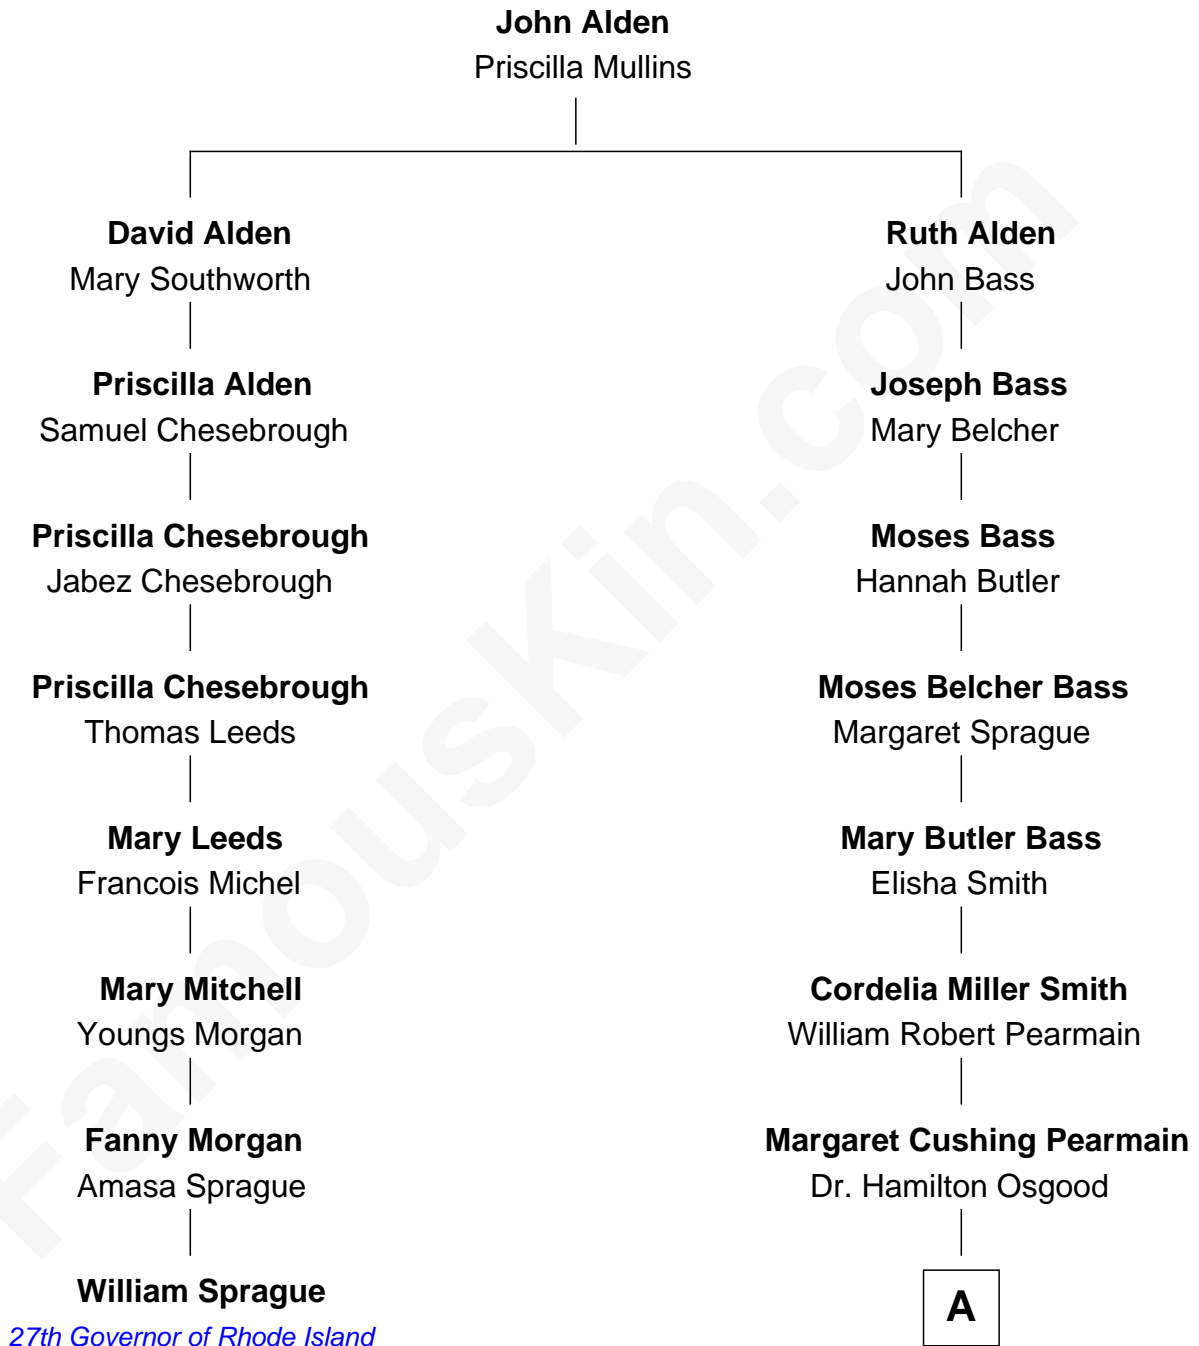 John Alden
Priscilla Mullins
David Alden
Mary Southworth
Ruth Alden
John Bass
Priscilla Alden
Samuel Chesebrough
Joseph Bass
Mary Belcher
Priscilla Chesebrough
Jabez Chesebrough
Moses Bass
Hannah Butler
Priscilla Chesebrough
Thomas Leeds
Moses Belcher Bass
Margaret Sprague
Mary Leeds
Francois Michel
Mary Butler Bass
Elisha Smith
Mary Mitchell
Youngs Morgan
Cordelia Miller Smith
William Robert Pearmain
Fanny Morgan
Amasa Sprague
Margaret Cushing Pearmain
Dr. Hamilton Osgood
William Sprague
27th Governor of Rhode Island
A
FamousKin.com